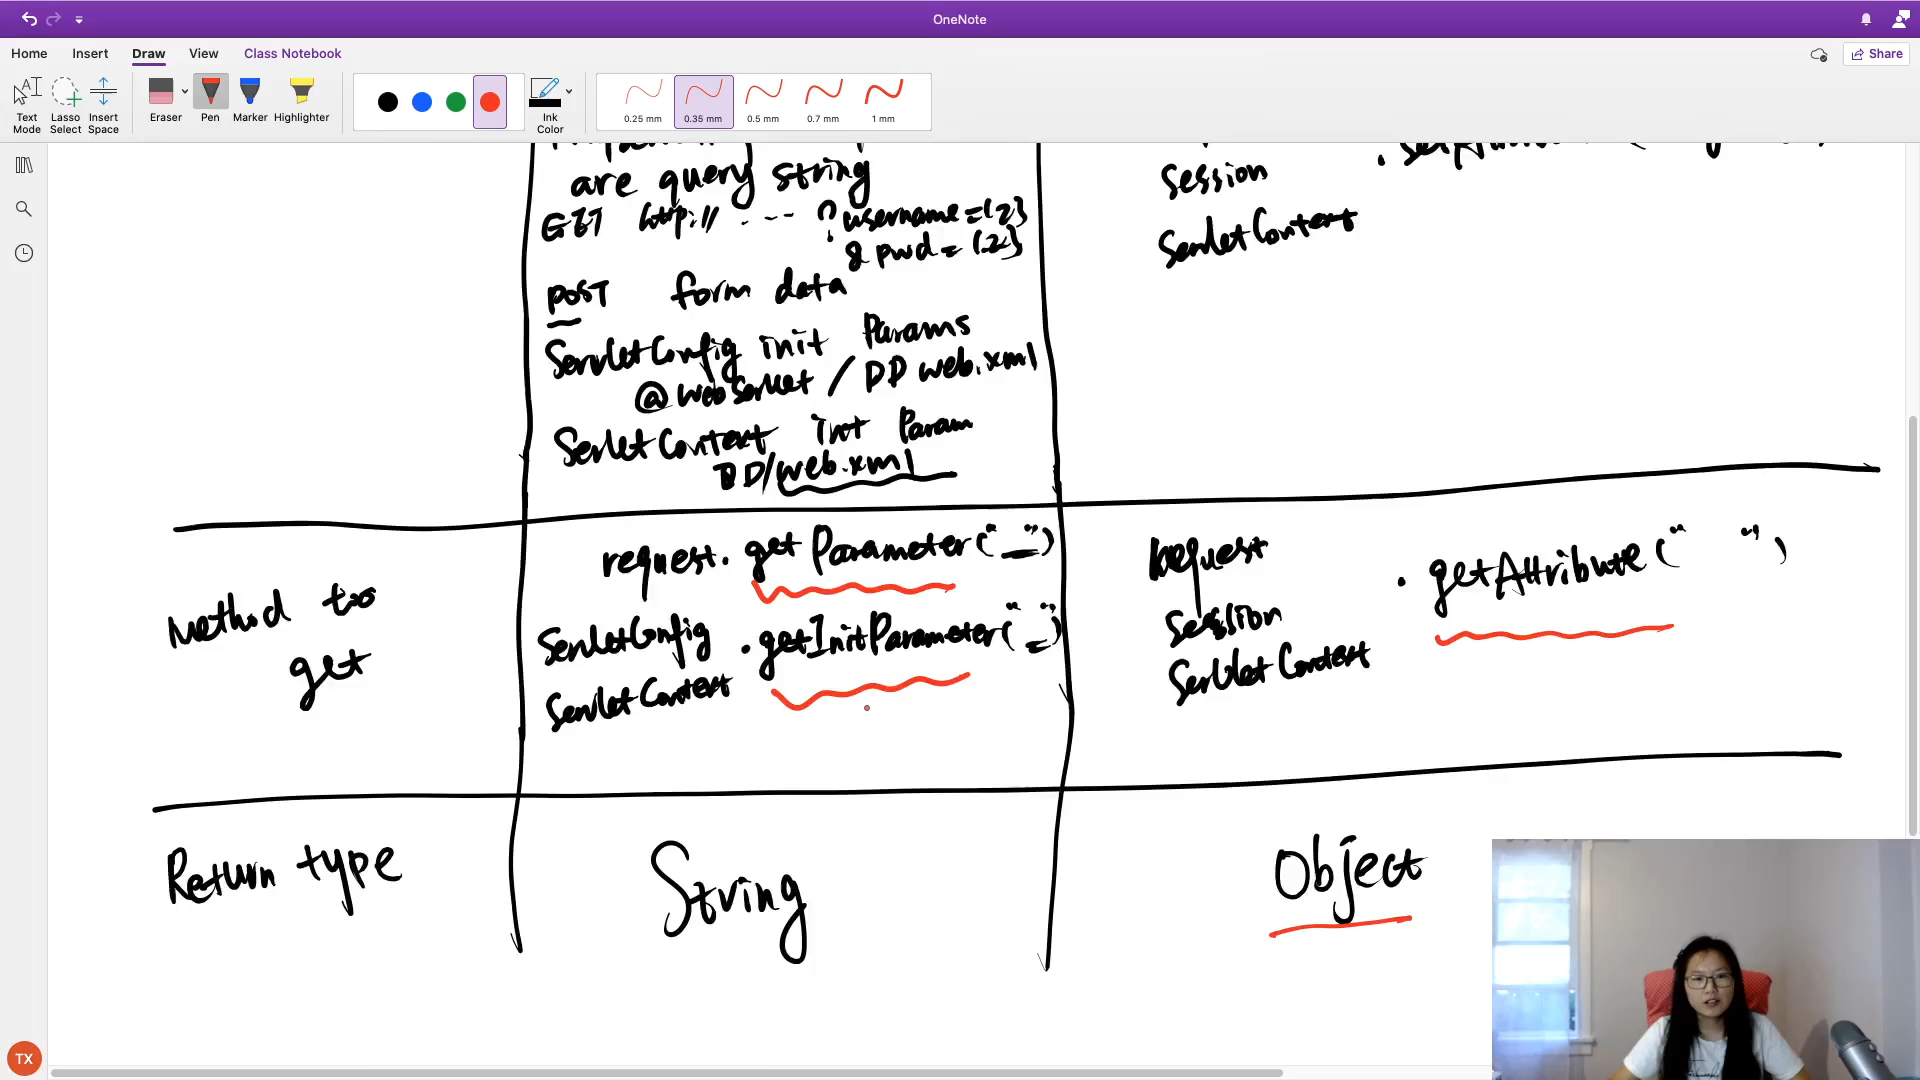 OneNote
Home Insert Draw View Class Notebook
Share
Text Mode
Lasso Select
Insert Space
Eraser
Pen
Marker
Highlighter
Ink Color
0.25 mm
0.35 mm
0.5 mm
0.7 mm
1 mm
are query string
GET http:// - - - ? username=123
& pwd=123
POST form data
ServletConfig init Params
@WebServlet / DD web.xml
ServletContext int Param
DD/web.xml
Session
ServletContext
Method to
get
request.getParameter("_")
ServletConfig .getInitParameter("_")
ServletContext
Request
Session
ServletContext
.getAttribute(" ")
Return type
String
Object
TX